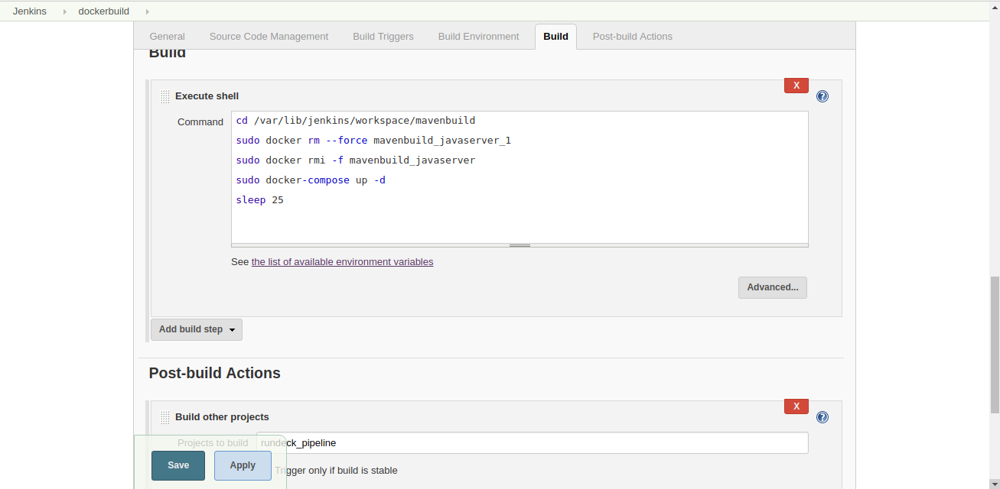 Jenkins dockerbuild
General Source Code Management Build Triggers Build Environment Build Post-build Actions
Build
X
Execute shell
Command
cd /var/lib/jenkins/workspace/mavenbuild
sudo docker rm --force mavenbuild_javaserver_1
sudo docker rmi -f mavenbuild_javaserver
sudo docker-compose up -d
sleep 25
See the list of available environment variables
Advanced...
Add build step
Post-build Actions
X
Build other projects
Projects to build rundeck_pipeline
Save Apply Trigger only if build is stable